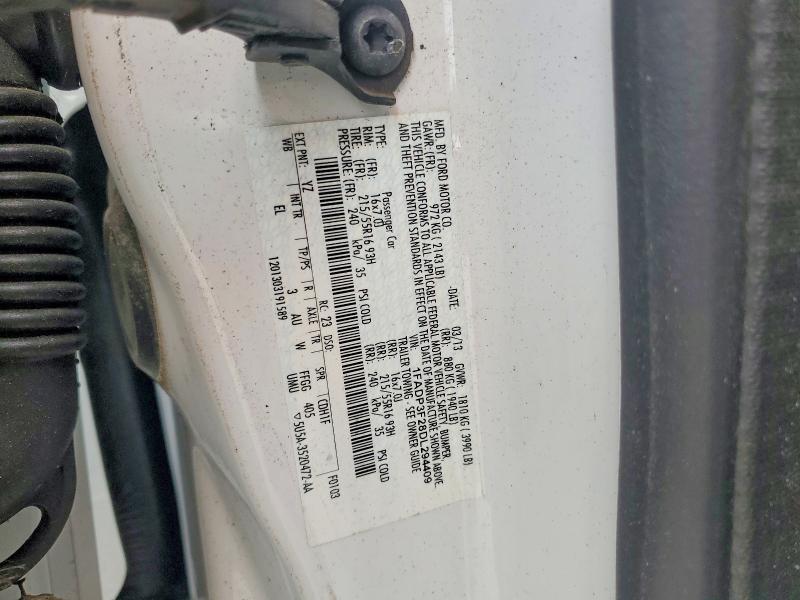 MFD. BY FORD MOTOR CO.
-DATE: 03/13 GVWR: 1810 KG ( 3990 LB)
GAWR: (FR): 972 KG ( 2143 LB) (RR): 880 KG ( 1940 LB)
THIS VEHICLE CONFORMS TO ALL APPLICABLE FEDERAL MOTOR VEHICLE SAFETY, BUMPER
AND THEFT PREVENTION STANDARDS IN EFFECT ON THE DATE OF MANUFACTURE SHOWN ABOVE.
VIN: 1FADP3F28DL294409
TYPE: Passenger Car TRAILER TOWING - SEE OWNER GUIDE
RIM: (FR): 16x7.0J (RR): 16x7.0J
TIRE: (FR): 215/55R16 93H (RR): 215/55R16 93H
PRESSURE: (FR): 240 kPa/ 35 PSI COLD (RR): 240 kPa/ 35 PSI COLD
F0103
EXT PNT: YZ RC: 23 DSO:
WB INT TR TP/PS R AXLE TR SPR CDH1F
EL 3 AU W FFGG 405
1201303191589 UMU ▽5U5A-3520472-AA